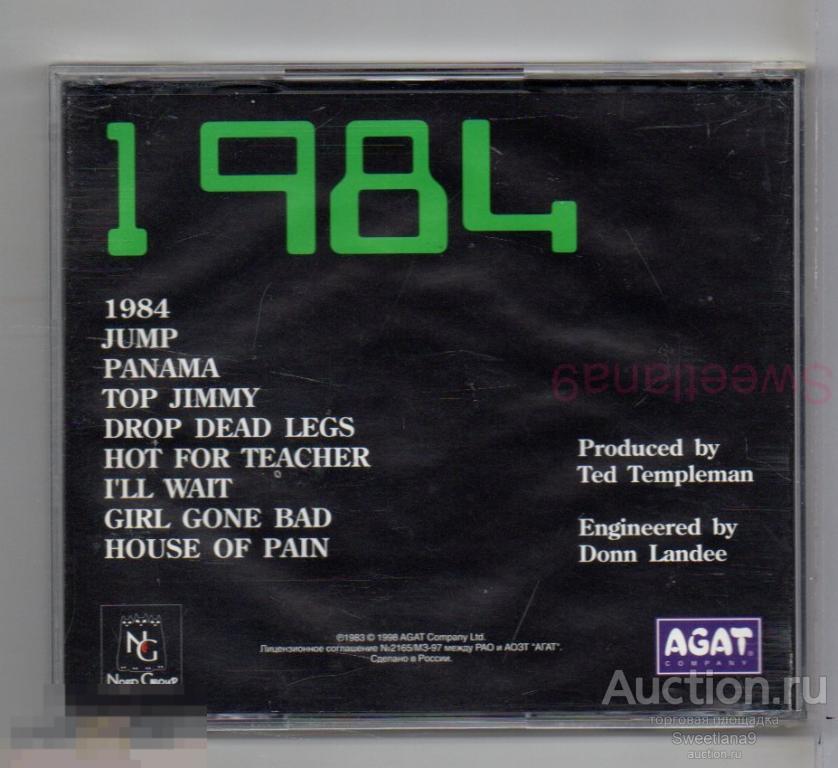 1984
1984
JUMP
PANAMA
TOP JIMMY
DROP DEAD LEGS
HOT FOR TEACHER
I'LL WAIT
GIRL GONE BAD
HOUSE OF PAIN
Produced by
Ted Templeman
Engineered by
Donn Landee
Sweetlana9
NG
NORD GROUP
℗1983 © 1998 AGAT Company Ltd.
Лицензионное соглашение №2165/МЗ-97 между РАО и АОЗТ "АГАТ".
Сделано в России.
AGAT®
COMPANY
Auction.ru
торговая площадка
Sweetlana9
auction.ru